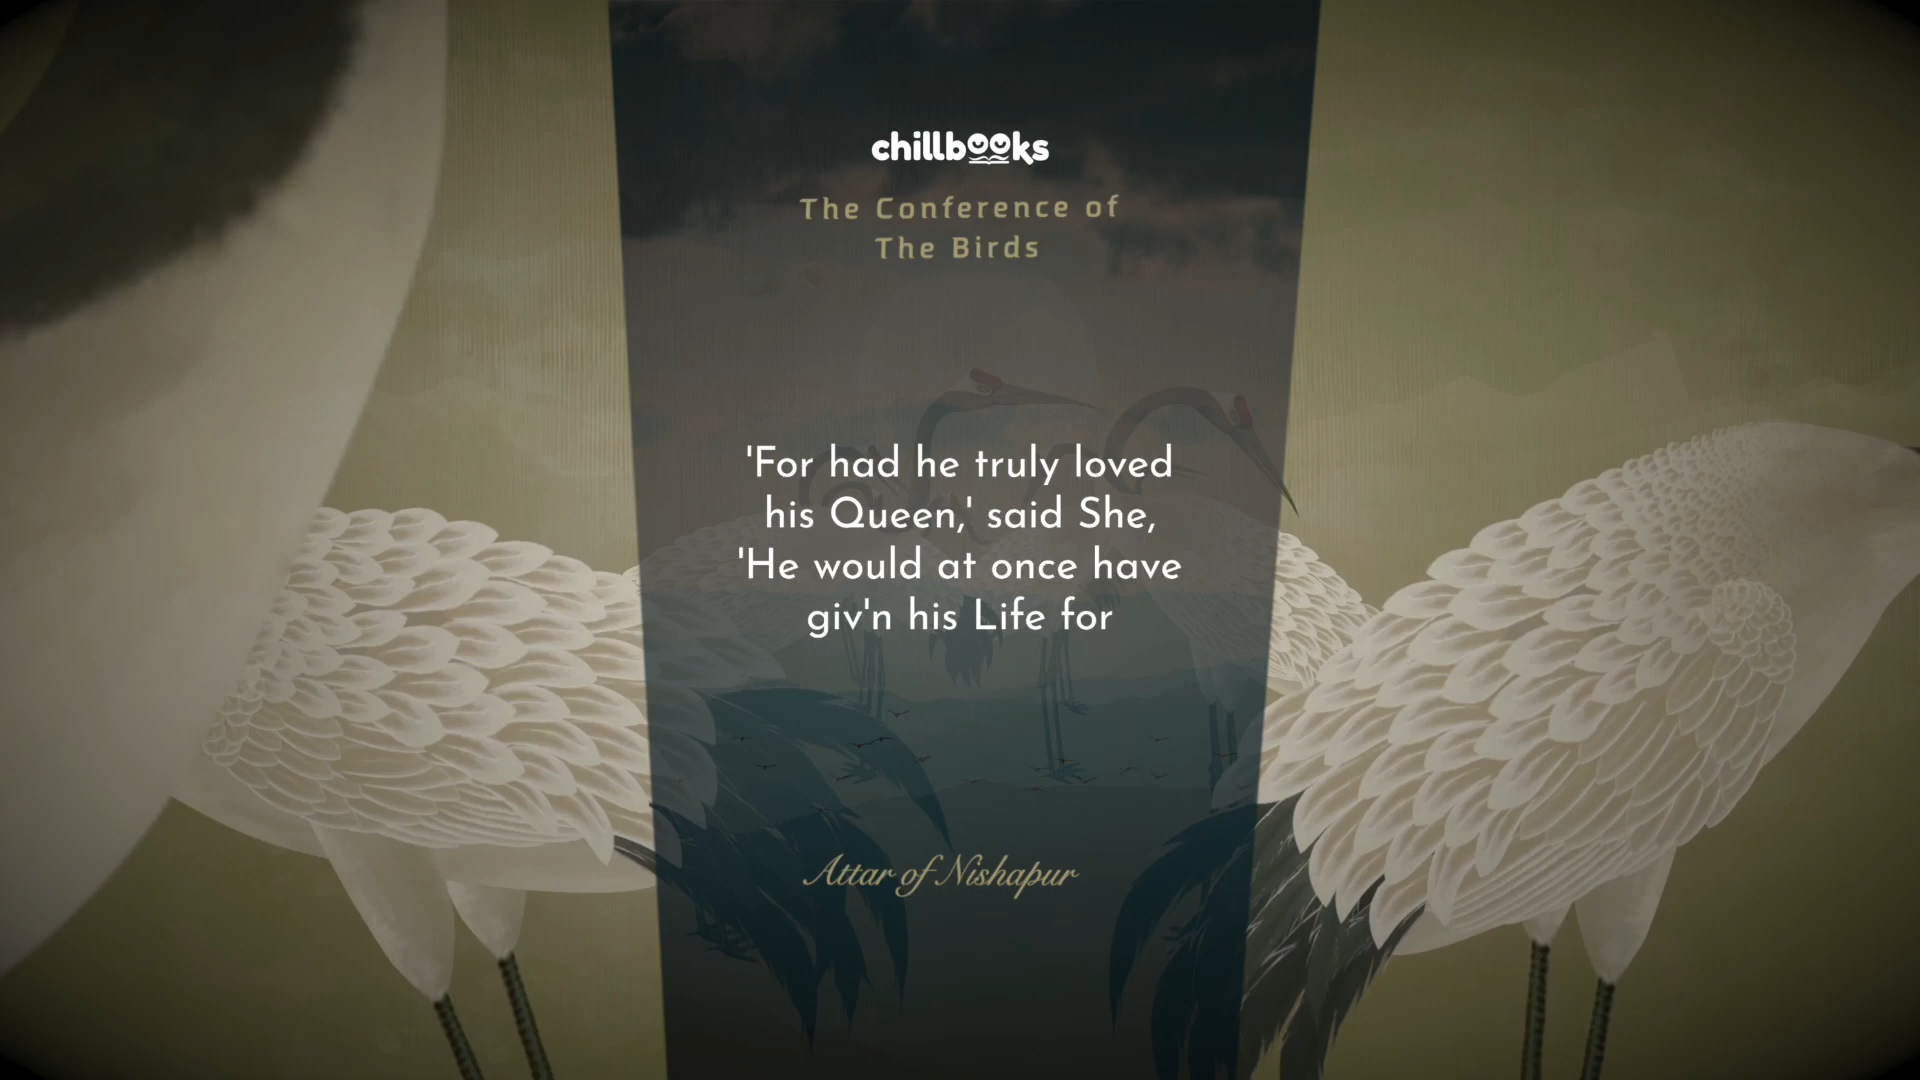 chillbooks
The Conference of
The Birds
'For had he truly loved
his Queen,' said She,
'He would at once have
giv'n his Life for
Attar of Nishapur